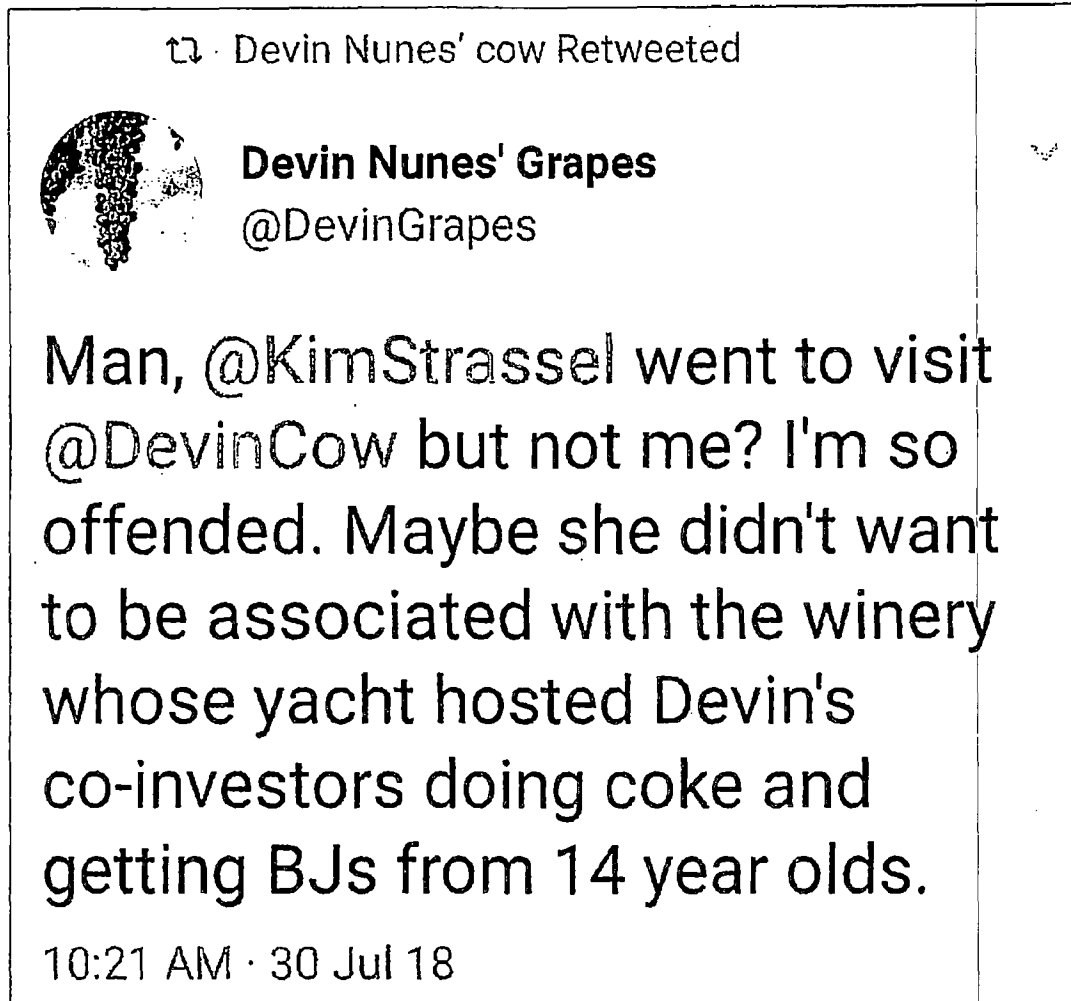 Devin Nunes' cow Retweeted
Devin Nunes' Grapes
@DevinGrapes
Man, @KimStrassel went to visit
@DevinCow but not me? I'm so
offended. Maybe she didn't want
to be associated with the winery
whose yacht hosted Devin's
co-investors doing coke and
getting BJs from 14 year olds.
10:21 AM · 30 Jul 18